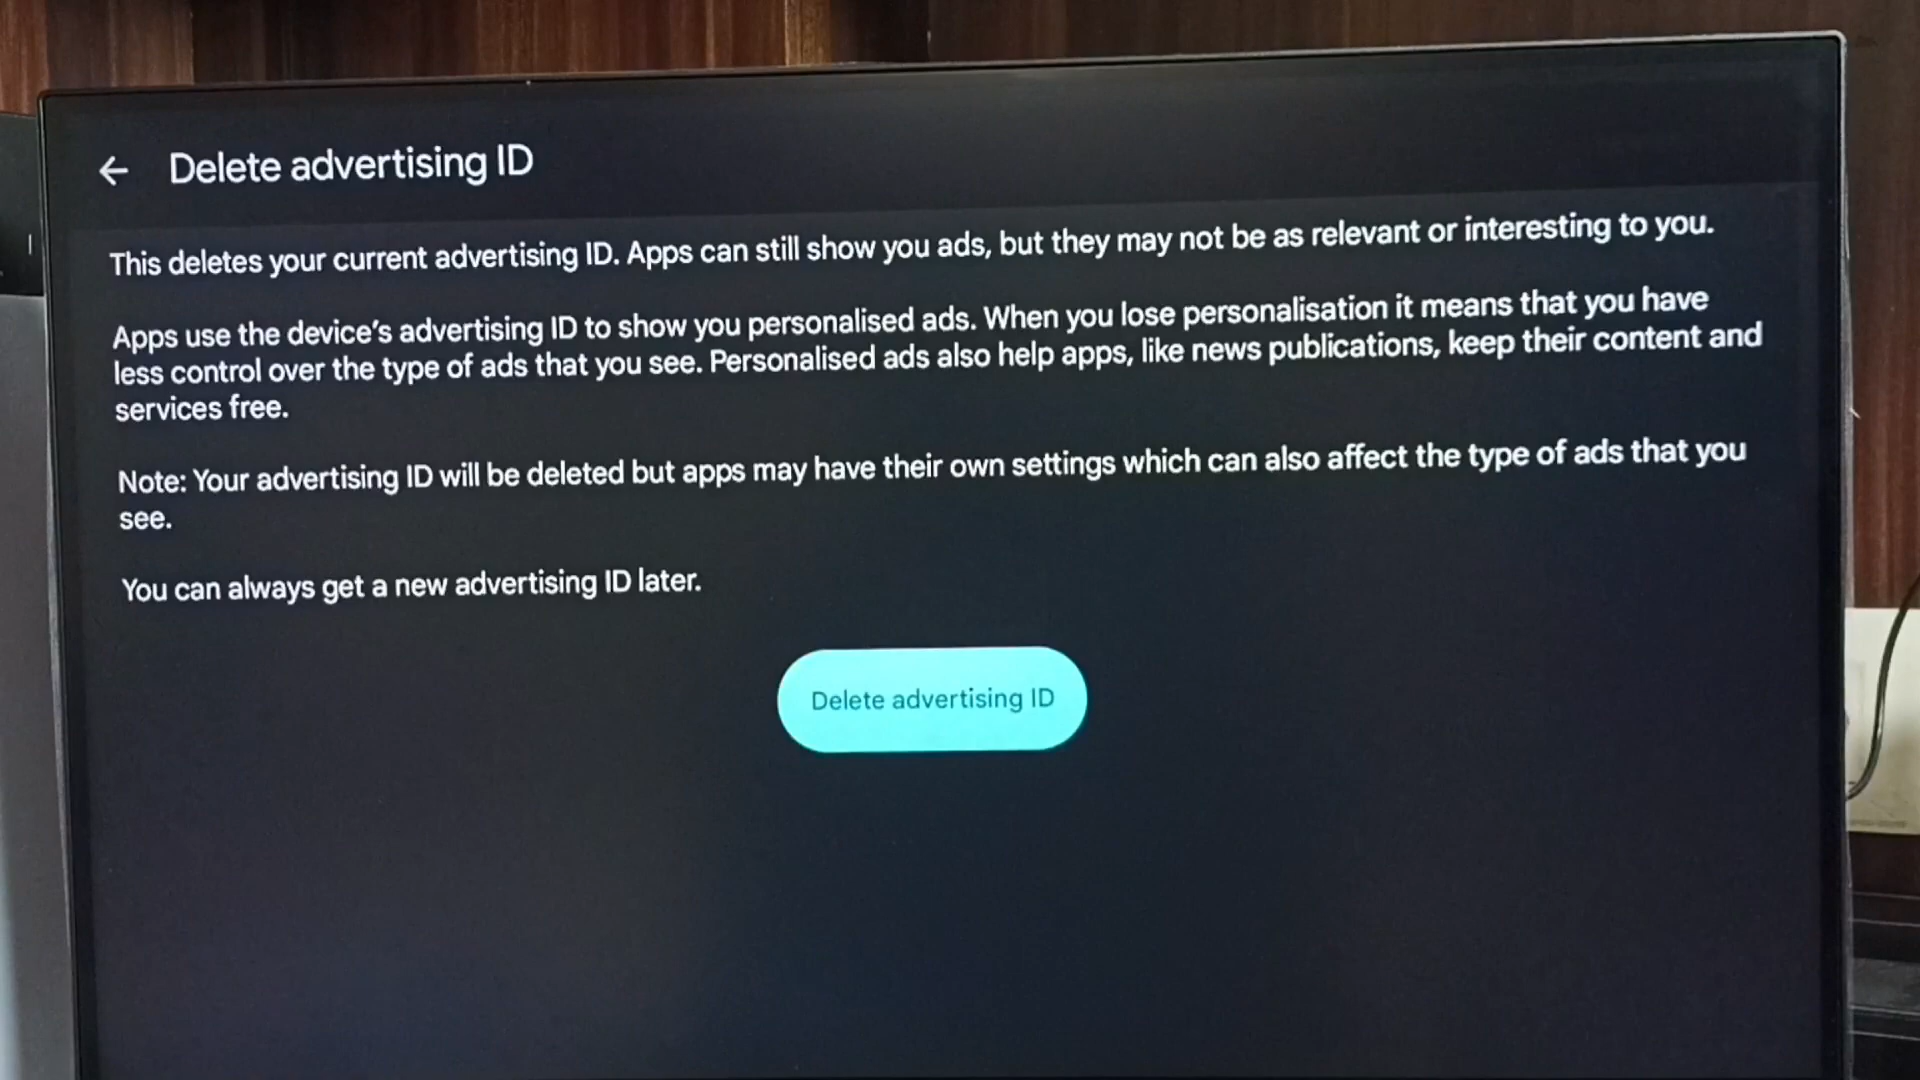 Delete advertising ID
This deletes your current advertising ID. Apps can still show you ads, but they may not be as relevant or interesting to you.
Apps use the device's advertising ID to show you personalised ads. When you lose personalisation it means that you have
less control over the type of ads that you see. Personalised ads also help apps, like news publications, keep their content and
services free.
Note: Your advertising ID will be deleted but apps may have their own settings which can also affect the type of ads that you
see.
You can always get a new advertising ID later.
Delete advertising ID